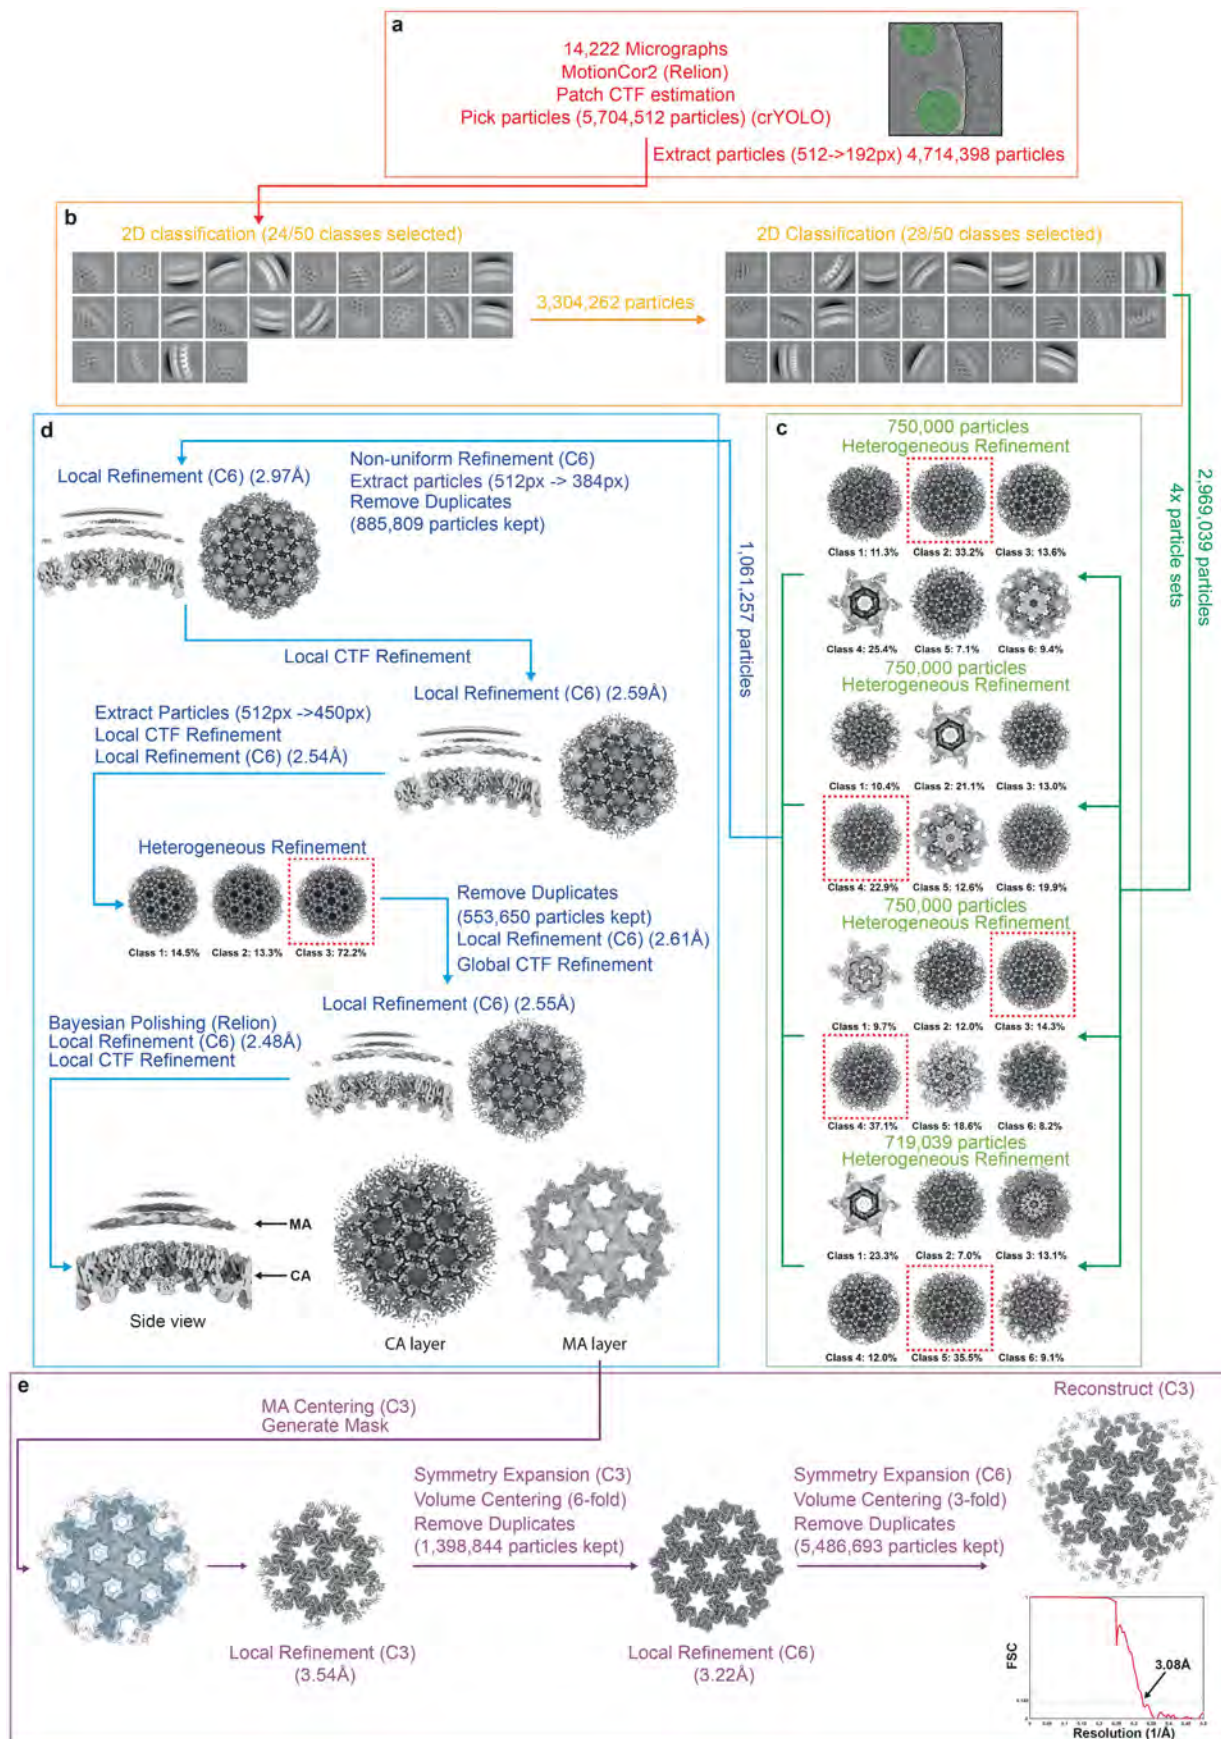 a
14,222 Micrographs
MotionCor2 (Relion)
Patch CTF estimation
Pick particles (5,704,512 particles) (crYOLO)
Extract particles (512->192px) 4,714,398 particles
b
2D classification (24/50 classes selected)
3,304,262 particles
2D Classification (28/50 classes selected)
2,969,039 particles
4x particle sets
c
750,000 particles
Heterogeneous Refinement
Class 1: 11.3% Class 2: 33.2% Class 3: 13.6%
Class 4: 25.4% Class 5: 7.1% Class 6: 9.4%
750,000 particles
Heterogeneous Refinement
Class 1: 10.4% Class 2: 21.1% Class 3: 13.0%
Class 4: 22.9% Class 5: 12.6% Class 6: 19.9%
750,000 particles
Heterogeneous Refinement
Class 1: 9.7% Class 2: 12.0% Class 3: 14.3%
Class 4: 37.1% Class 5: 18.6% Class 6: 8.2%
719,039 particles
Heterogeneous Refinement
Class 1: 23.3% Class 2: 7.0% Class 3: 13.1%
Class 4: 12.0% Class 5: 35.5% Class 6: 9.1%
1,061,257 particles
d
Non-uniform Refinement (C6)
Extract particles (512px -> 384px)
Remove Duplicates
(885,809 particles kept)
Local Refinement (C6) (2.97Å)
Local CTF Refinement
Local Refinement (C6) (2.59Å)
Extract Particles (512px ->450px)
Local CTF Refinement
Local Refinement (C6) (2.54Å)
Heterogeneous Refinement
Class 1: 14.5% Class 2: 13.3% Class 3: 72.2%
Remove Duplicates
(553,650 particles kept)
Local Refinement (C6) (2.61Å)
Global CTF Refinement
Local Refinement (C6) (2.55Å)
Bayesian Polishing (Relion)
Local Refinement (C6) (2.48Å)
Local CTF Refinement
MA
CA
Side view
CA layer
MA layer
e
MA Centering (C3)
Generate Mask
Local Refinement (C3)
(3.54Å)
Symmetry Expansion (C3)
Volume Centering (6-fold)
Remove Duplicates
(1,398,844 particles kept)
Local Refinement (C6)
(3.22Å)
Symmetry Expansion (C6)
Volume Centering (3-fold)
Remove Duplicates
(5,486,693 particles kept)
Reconstruct (C3)
FSC
3.08Å
Resolution (1/Å)